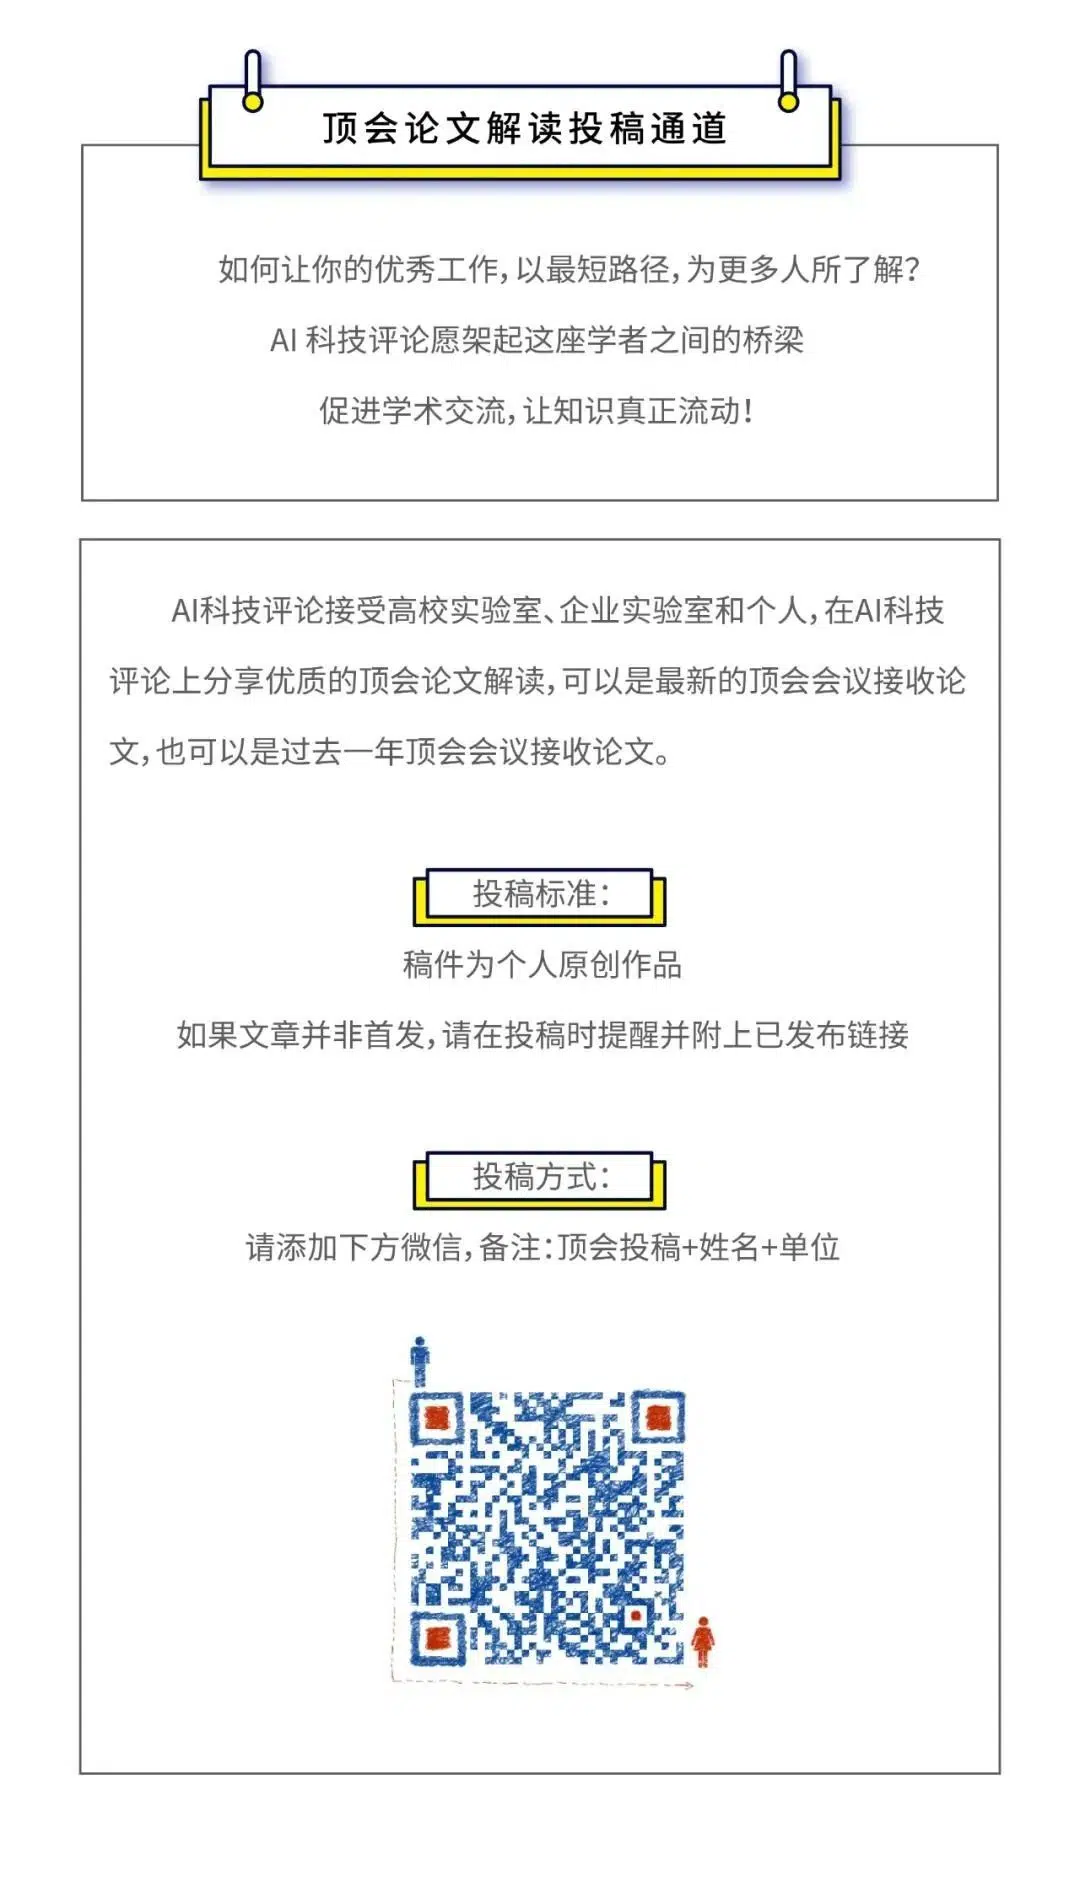 顶会论文解读投稿通道
如何让你的优秀工作，以最短路径，为更多人所了解？
AI 科技评论愿架起这座学者之间的桥梁
促进学术交流，让知识真正流动！
AI科技评论接受高校实验室、企业实验室和个人，在AI科技
评论上分享优质的顶会论文解读，可以是最新的顶会会议接收论
文，也可以是过去一年顶会会议接收论文。
投稿标准：
稿件为个人原创作品
如果文章并非首发，请在投稿时提醒并附上已发布链接
投稿方式：
请添加下方微信，备注：顶会投稿+姓名+单位